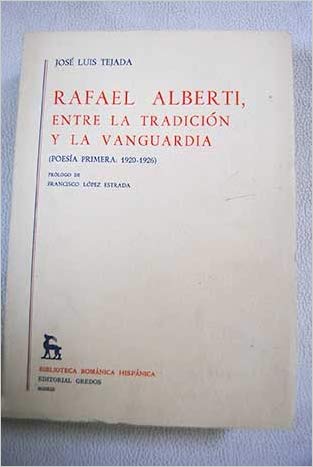 JOSÉ LUIS TEJADA
RAFAEL ALBERTI,
ENTRE LA TRADICIÓN
Y LA VANGUARDIA
(POESÍA PRIMERA: 1920-1926)
PRÓLOGO DE
FRANCISCO LÓPEZ ESTRADA
BIBLIOTECA ROMÁNICA HISPÁNICA
EDITORIAL GREDOS
MADRID